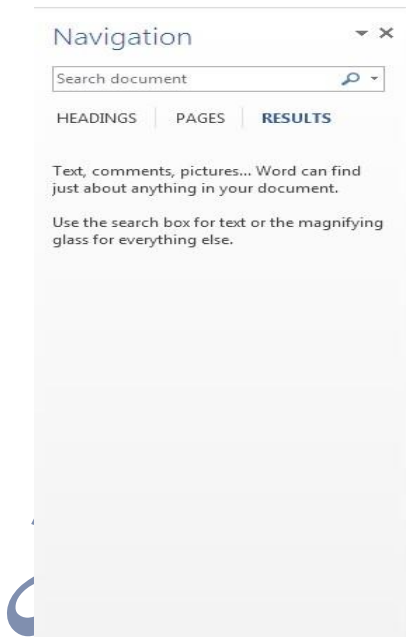 Navigation
Search document
HEADINGS PAGES RESULTS
Text, comments, pictures... Word can find
just about anything in your document.
Use the search box for text or the magnifying
glass for everything else.